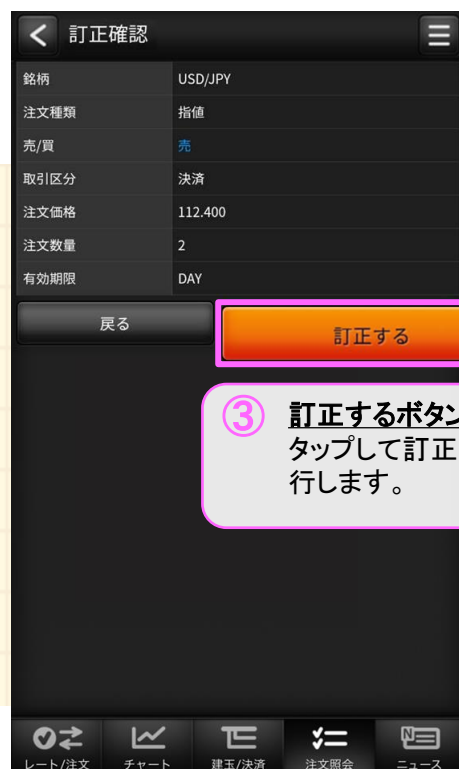 訂正確認
銘柄 USD/JPY
注文種類 指値
売/買 売
取引区分 決済
注文価格 112.400
注文数量 2
有効期限 DAY
戻る 訂正する
③ 訂正するボタン
タップして訂正
行します。
レート/注文 チャート 建玉/決済 注文照会 ニュース